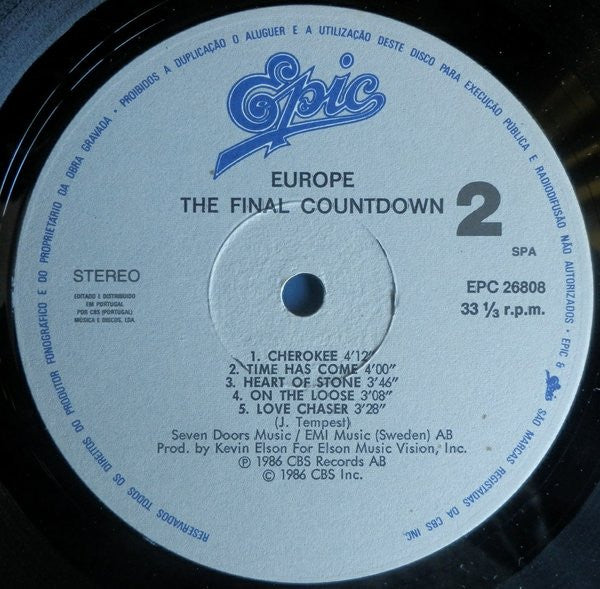 RESERVADOS TODOS OS DIREITOS DO PRODUTOR FONOGRÁFICO E DO PROPRIETÁRIO DA OBRA GRAVADA · PROIBIDOS A DUPLICAÇÃO O ALUGUER E A UTILIZAÇÃO DESTE DISCO PARA EXECUÇÃO PÚBLICA E RADIODIFUSÃO NÃO AUTORIZADOS · EPIC & Epic SÃO MARCAS REGISTADAS DA CBS INC.
Epic
EUROPE
THE FINAL COUNTDOWN
2
SPA
STEREO
EPC 26808
33 ⅓ r.p.m.
EDITADO E DISTRIBUIDO
EM PORTUGAL
POR CBS (PORTUGAL)
MÚSICA E DISCOS, LDA.
1. CHEROKEE 4'12"
2. TIME HAS COME 4'00"
3. HEART OF STONE 3'46"
4. ON THE LOOSE 3'08"
5. LOVE CHASER 3'28"
(J. Tempest)
Seven Doors Music / EMI Music (Sweden) AB
Prod. by Kevin Elson For Elson Music Vision, Inc.
℗ 1986 CBS Records AB
© 1986 CBS Inc.